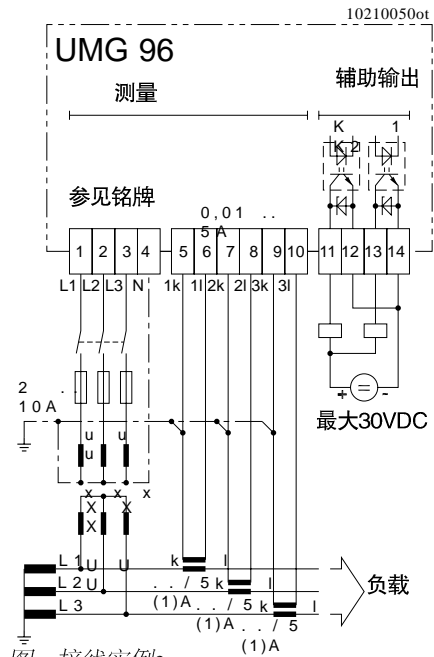 10210050ot
UMG 96
测量
辅助输出
K 1
K 2
参见铭牌
0,01 ..
5 A
1 2 3 4 5 6 7 8 9 10 11 12 13 14
L1 L2 L3 N 1k 1l 2k 2l 3k 3l
2 . .
10A
+ = -
最大30VDC
u u
u
x x x
X X
X
L 1 U U k l
L 2 U . . / 5 k l
负载
L 3 (1)A . . / 5 k l
(1)A . . / 5
(1)A